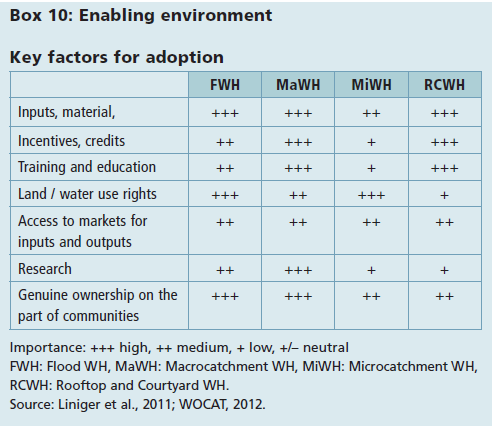 Box 10: Enabling environment
Key factors for adoption
FWH MaWH MiWH RCWH
Inputs, material, +++ +++ ++ +++
Incentives, credits ++ +++ + +++
Training and education ++ +++ + +++
Land / water use rights +++ ++ +++ +
Access to markets for ++ ++ ++ ++
inputs and outputs
Research ++ +++ + +
Genuine ownership on the +++ +++ ++ ++
part of communities
Importance: +++ high, ++ medium, + low, +/– neutral
FWH: Flood WH, MaWH: Macrocatchment WH, MiWH: Microcatchment WH,
RCWH: Rooftop and Courtyard WH.
Source: Liniger et al., 2011; WOCAT, 2012.